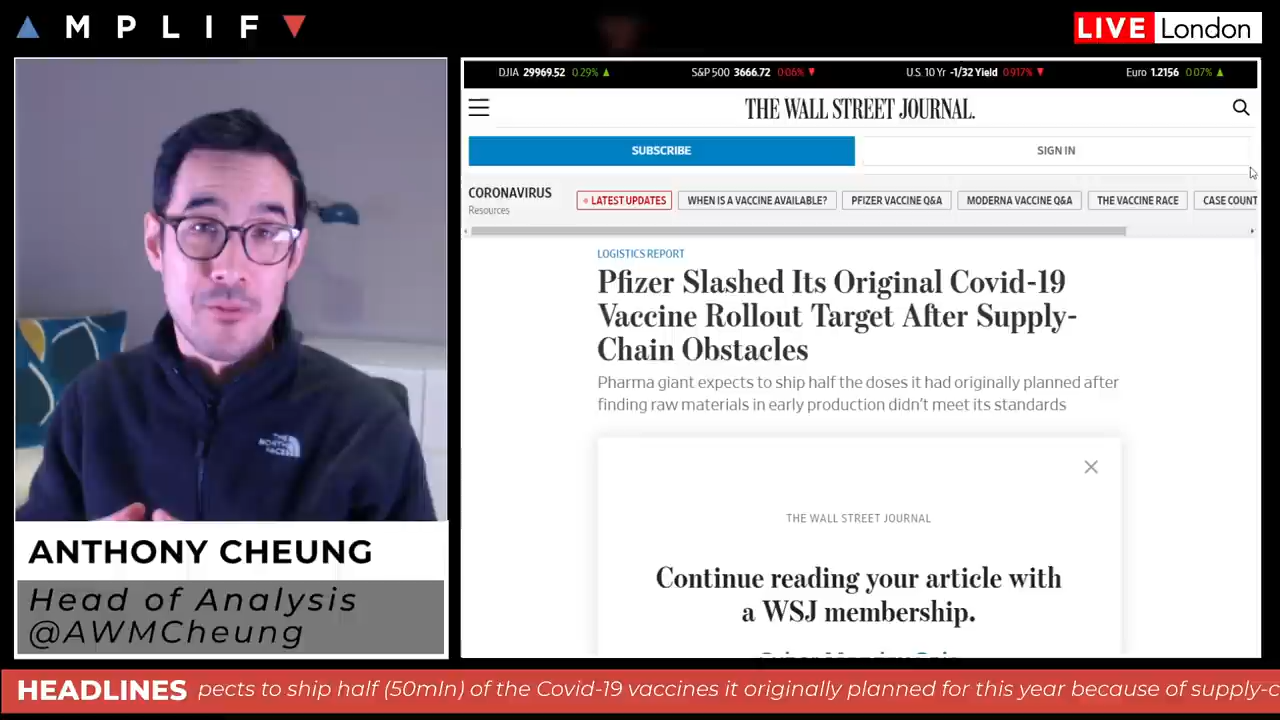 AMPLIFY
LIVE London
DJIA 29969.52 0.29% ▲
S&P 500 3666.72 0.06% ▼
U.S. 10 Yr -1/32 Yield 0.917% ▼
Euro 1.2156 0.07% ▲
THE WALL STREET JOURNAL.
SUBSCRIBE
SIGN IN
CORONAVIRUS
Resources
LATEST UPDATES
WHEN IS A VACCINE AVAILABLE?
PFIZER VACCINE Q&A
MODERNA VACCINE Q&A
THE VACCINE RACE
CASE COUNT
LOGISTICS REPORT
Pfizer Slashed Its Original Covid-19
Vaccine Rollout Target After Supply-
Chain Obstacles
Pharma giant expects to ship half the doses it had originally planned after
finding raw materials in early production didn't meet its standards
THE WALL STREET JOURNAL
Continue reading your article with
a WSJ membership.
THE NORTH FACE
ANTHONY CHEUNG
Head of Analysis
@AWMCheung
HEADLINES pects to ship half (50mln) of the Covid-19 vaccines it originally planned for this year because of supply-c